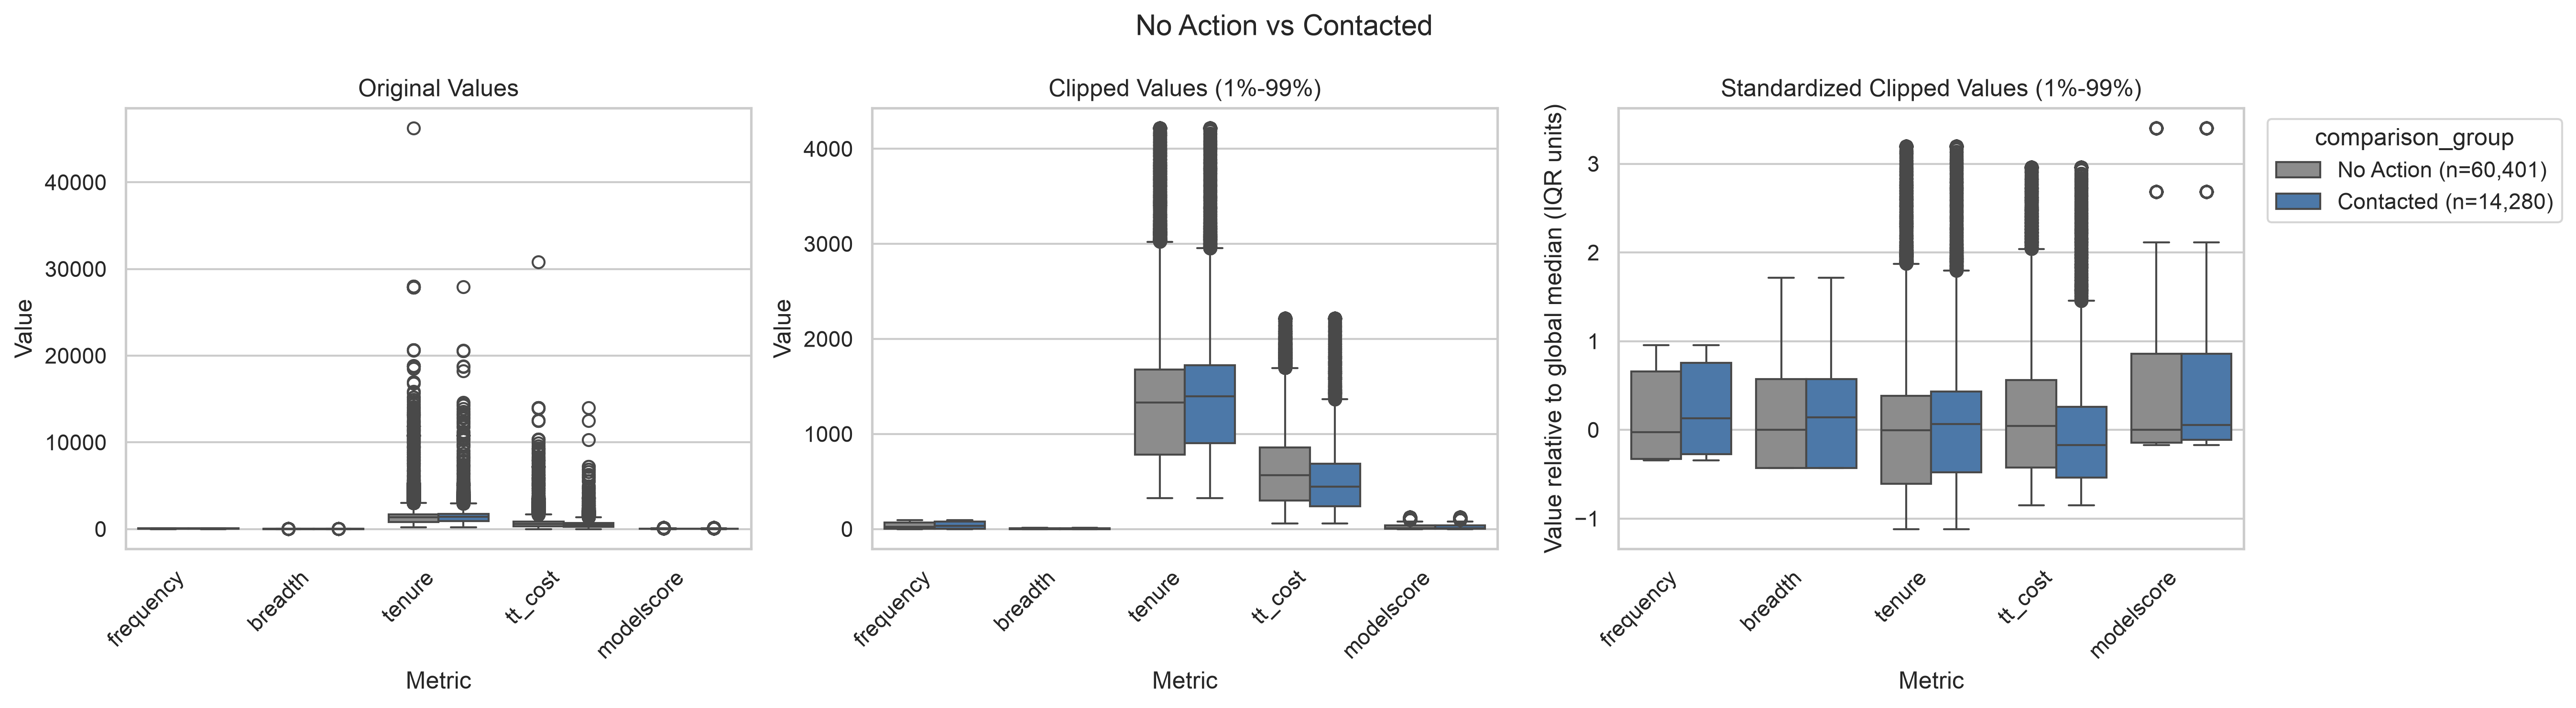 No Action vs Contacted
Original Values
Value
40000
30000
20000
10000
0
frequency
breadth
tenure
tt_cost
modelscore
Metric
Clipped Values (1%-99%)
Value
4000
3000
2000
1000
0
frequency
breadth
tenure
tt_cost
modelscore
Metric
Standardized Clipped Values (1%-99%)
Value relative to global median (IQR units)
3
2
1
0
−1
frequency
breadth
tenure
tt_cost
modelscore
Metric
comparison_group
No Action (n=60,401)
Contacted (n=14,280)